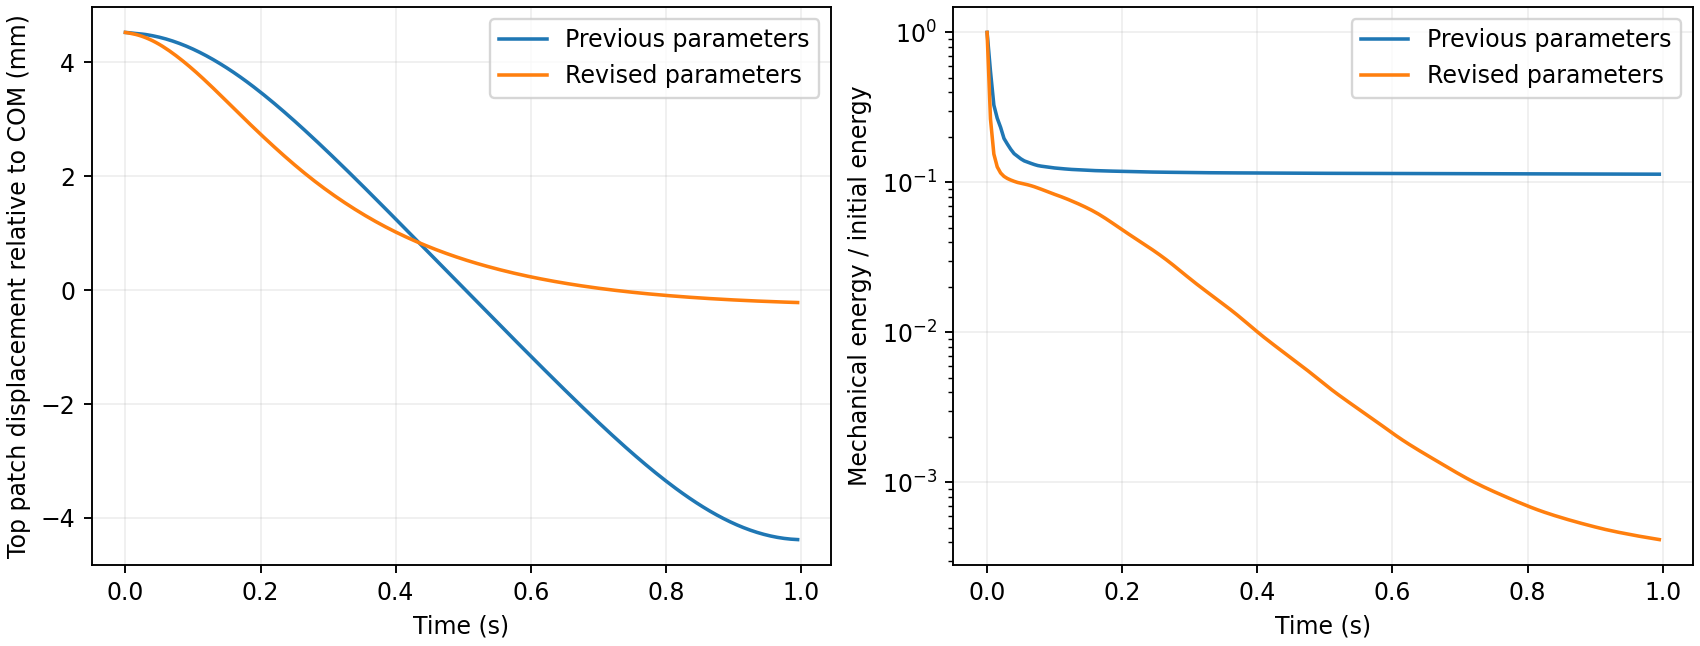 Top patch displacement relative to COM (mm)
4
2
0
−2
−4
0.0 0.2 0.4 0.6 0.8 1.0
Time (s)
Previous parameters
Revised parameters
Mechanical energy / initial energy
10⁰
10⁻¹
10⁻²
10⁻³
0.0 0.2 0.4 0.6 0.8 1.0
Time (s)
Previous parameters
Revised parameters